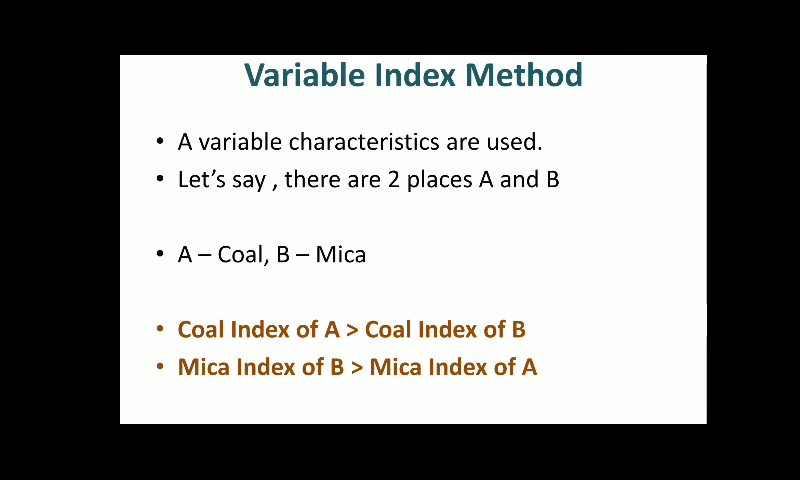 Variable Index Method
• A variable characteristics are used.
• Let’s say , there are 2 places A and B
• A – Coal, B – Mica
• Coal Index of A > Coal Index of B
• Mica Index of B > Mica Index of A